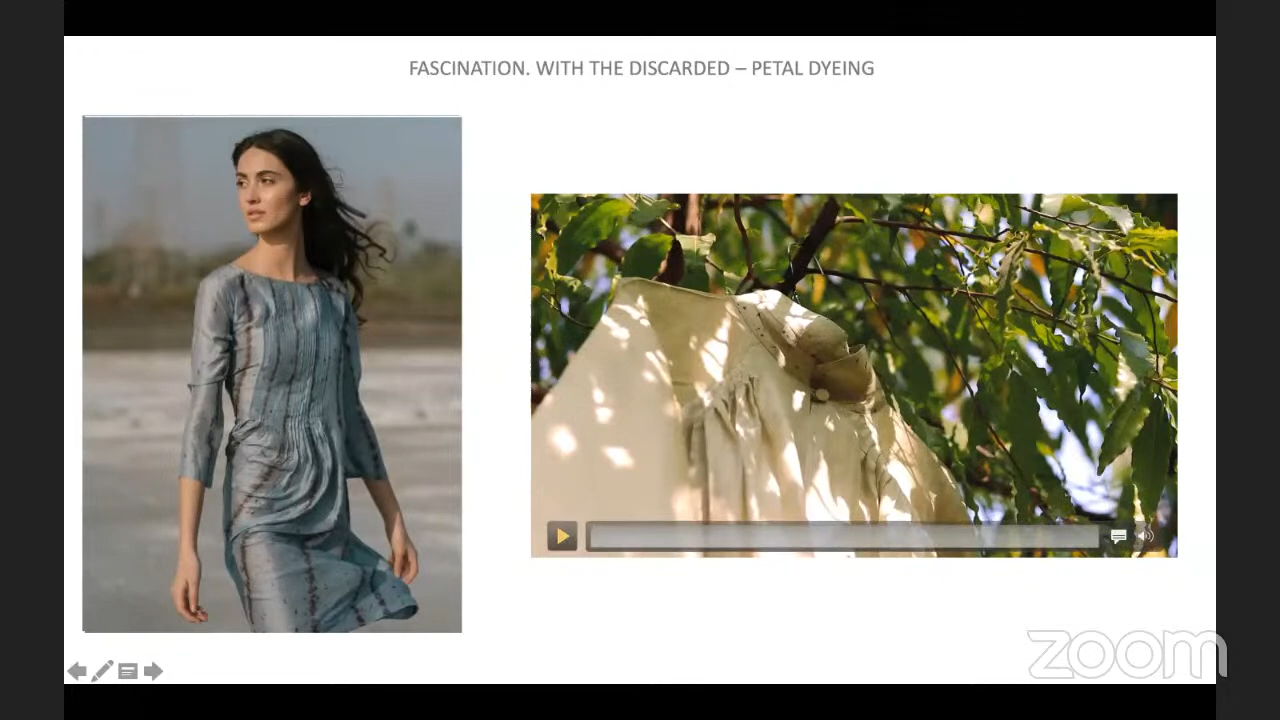 FASCINATION. WITH THE DISCARDED – PETAL DYEING
zoom